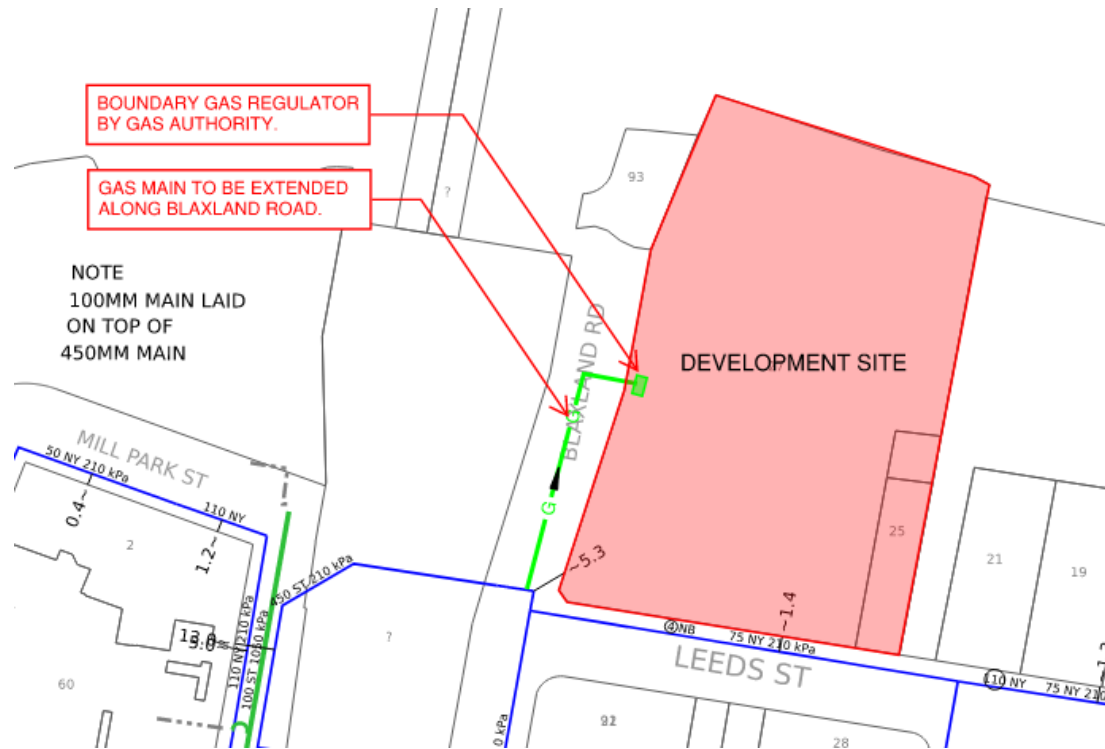 BOUNDARY GAS REGULATOR
BY GAS AUTHORITY.
93
GAS MAIN TO BE EXTENDED
ALONG BLAXLAND ROAD.
?
NOTE
100MM MAIN LAID
ON TOP OF
450MM MAIN
BLAXLAND RD
DEVELOPMENT SITE
MILL PARK ST
50 NY 210 kPa
110 NY
0.4~
1.2~
2
G
~5.3
450 ST 210 kPa
25
21
19
~1.4
4 NB
75 NY 210 kPa
LEEDS ST
?
110 NY 210 kPa
100 ST 1050 kPa
60
110 NY
75 NY 210
0 kPa
28